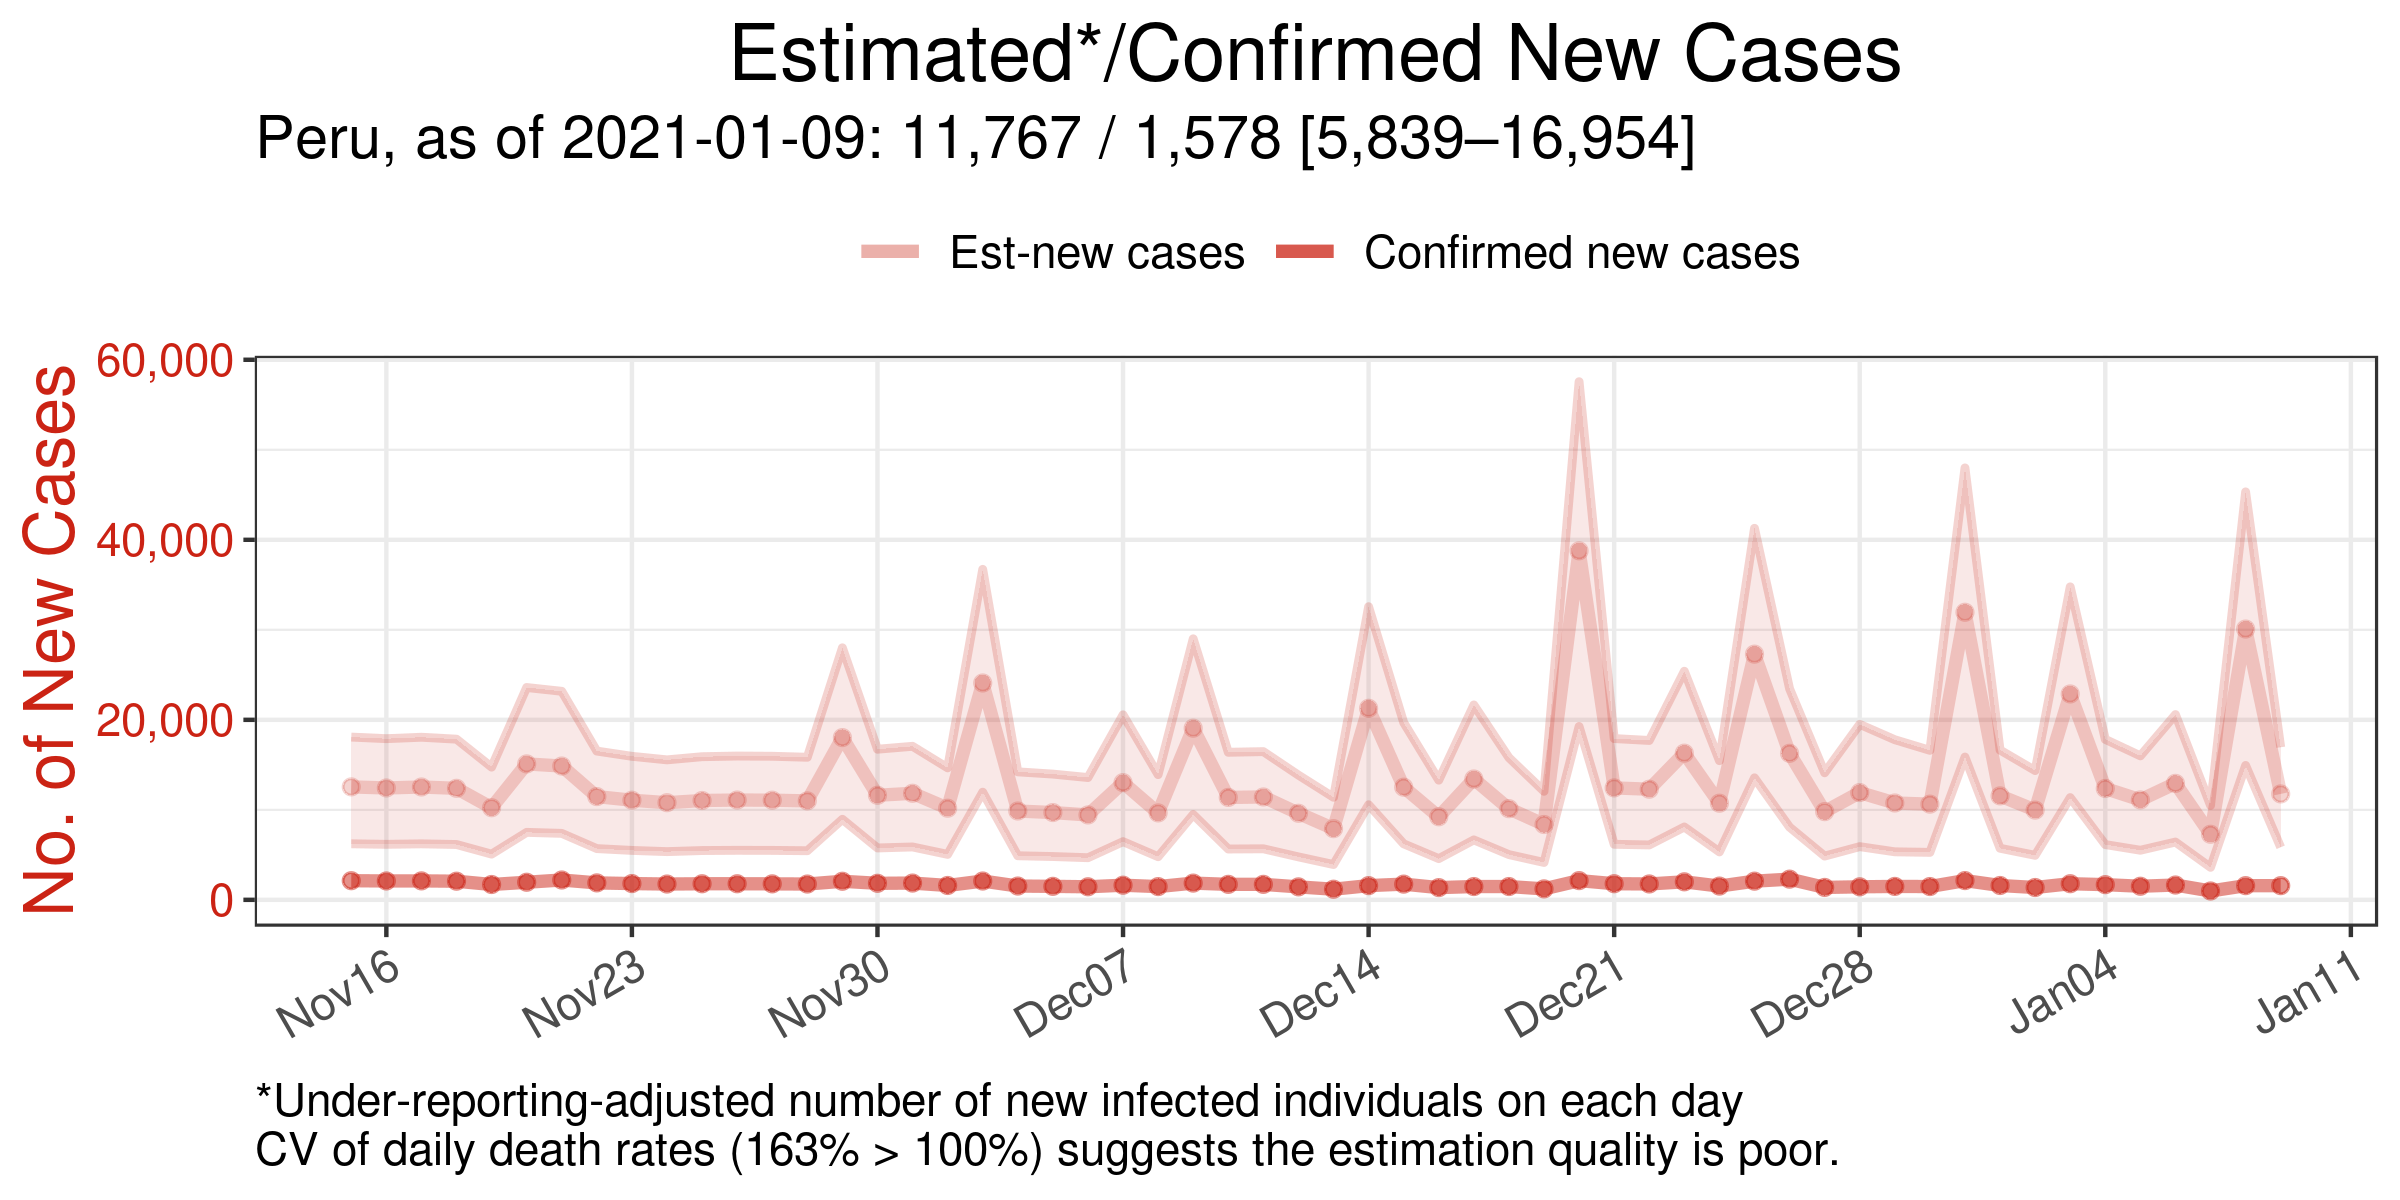 Estimated*/Confirmed New Cases
Peru, as of 2021-01-09: 11,767 / 1,578 [5,839–16,954]
Est-new cases
Confirmed new cases
No. of New Cases
60,000
40,000
20,000
0
Nov16
Nov23
Nov30
Dec07
Dec14
Dec21
Dec28
Jan04
Jan11
*Under-reporting-adjusted number of new infected individuals on each day
CV of daily death rates (163% > 100%) suggests the estimation quality is poor.